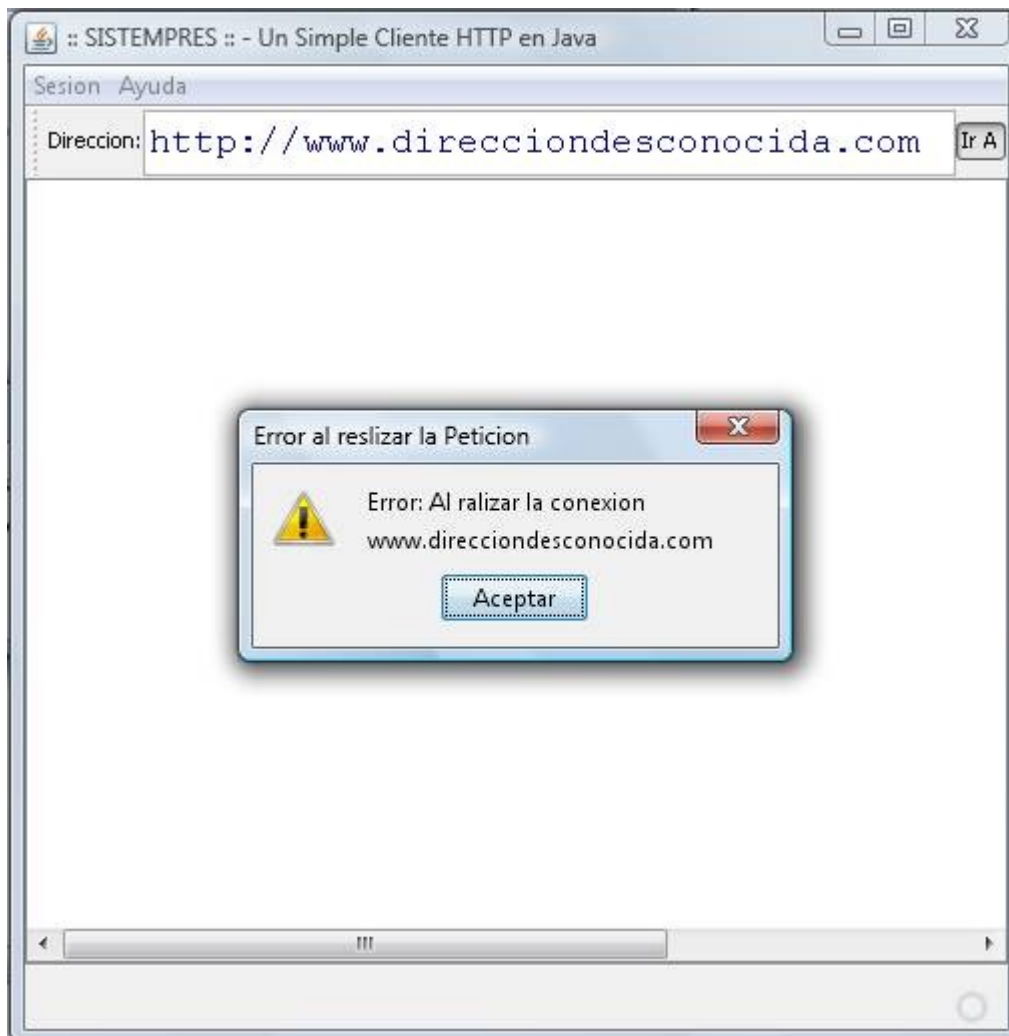 :: SISTEMPRES :: - Un Simple Cliente HTTP en Java
Sesion Ayuda
Direccion: http://www.direcciondesconocida.com Ir A
Error al reslizar la Peticion
Error: Al ralizar la conexion
www.direcciondesconocida.com
Aceptar